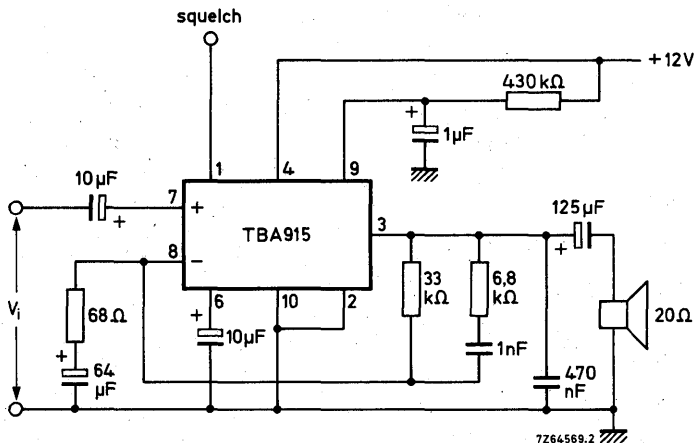 squelch
+12V
430kΩ
+
1µF
1
4
9
10µF
+
7
+
TBA915
3
125µF
+
8
−
33
kΩ
6,8
kΩ
20Ω
Vi
68Ω
+
64
µF
6
10
2
+
10µF
1nF
470
nF
7Z64569.2